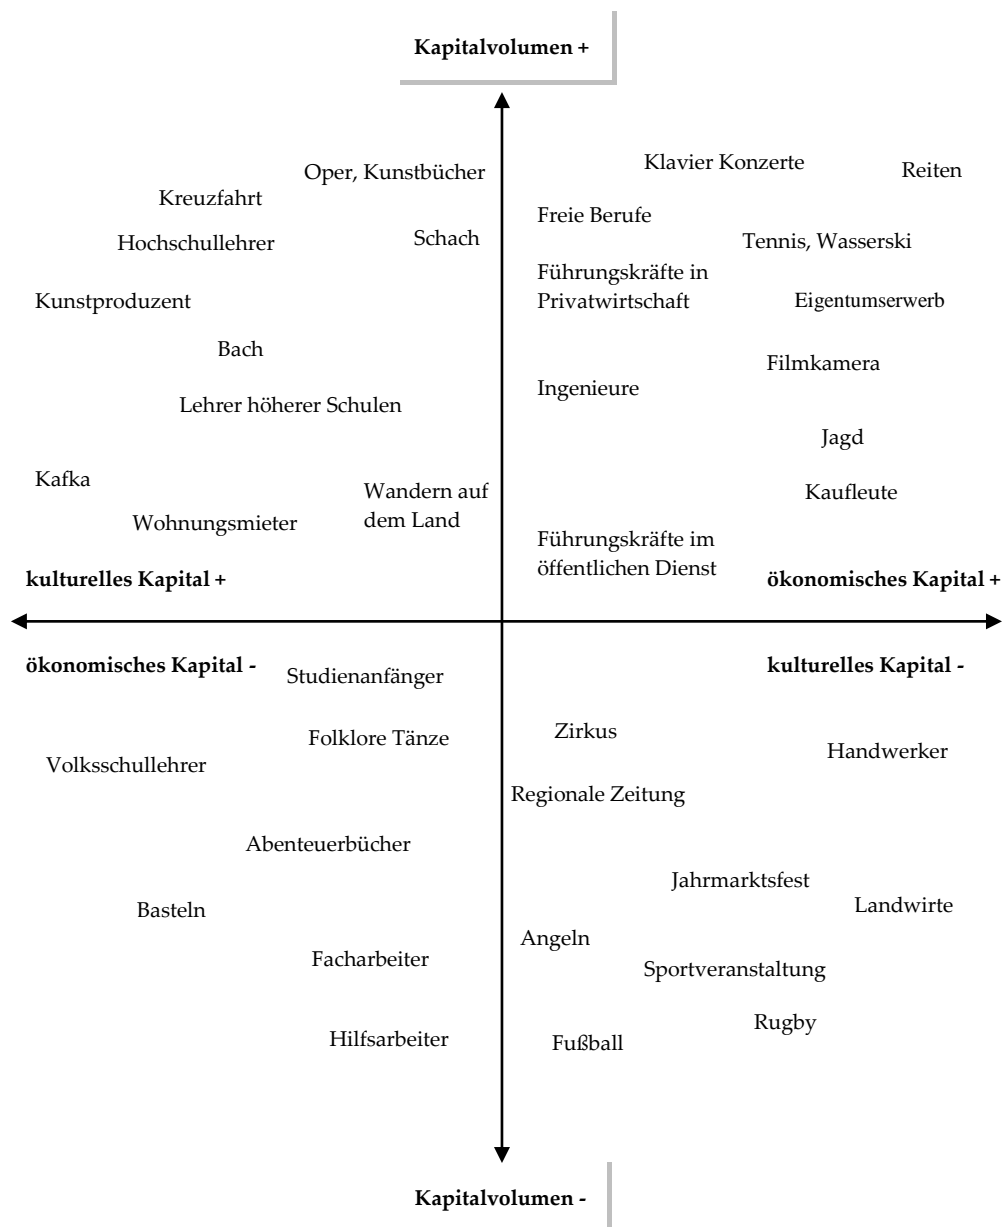 Kapitalvolumen +
Klavier Konzerte
Reiten
Oper, Kunstbücher
Kreuzfahrt
Freie Berufe
Hochschullehrer
Schach
Tennis, Wasserski
Führungskräfte in
Privatwirtschaft
Kunstproduzent
Eigentumserwerb
Bach
Filmkamera
Ingenieure
Lehrer höherer Schulen
Jagd
Kafka
Wandern auf
dem Land
Kaufleute
Wohnungsmieter
Führungskräfte im
öffentlichen Dienst
kulturelles Kapital +
ökonomisches Kapital +
ökonomisches Kapital -
kulturelles Kapital -
Studienanfänger
Folklore Tänze
Zirkus
Handwerker
Volksschullehrer
Regionale Zeitung
Abenteuerbücher
Jahrmarktsfest
Landwirte
Basteln
Angeln
Facharbeiter
Sportveranstaltung
Rugby
Hilfsarbeiter
Fußball
Kapitalvolumen -